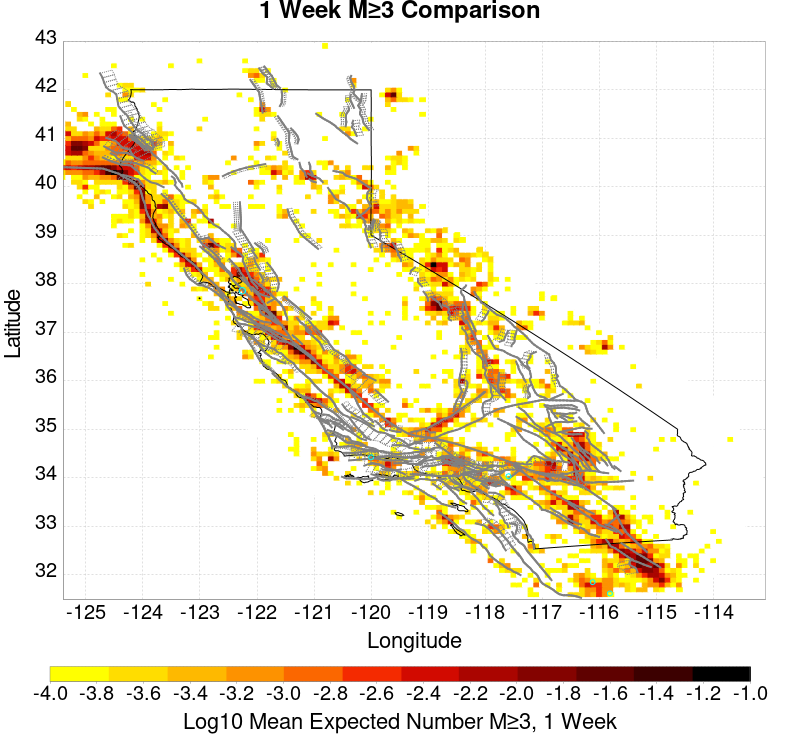 1 Week M≥3 Comparison
43
42
41
40
39
38
37
36
35
34
33
32
Latitude
-125 -124 -123 -122 -121 -120 -119 -118 -117 -116 -115 -114
Longitude
-4.0 -3.8 -3.6 -3.4 -3.2 -3.0 -2.8 -2.6 -2.4 -2.2 -2.0 -1.8 -1.6 -1.4 -1.2 -1.0
Log10 Mean Expected Number M≥3, 1 Week